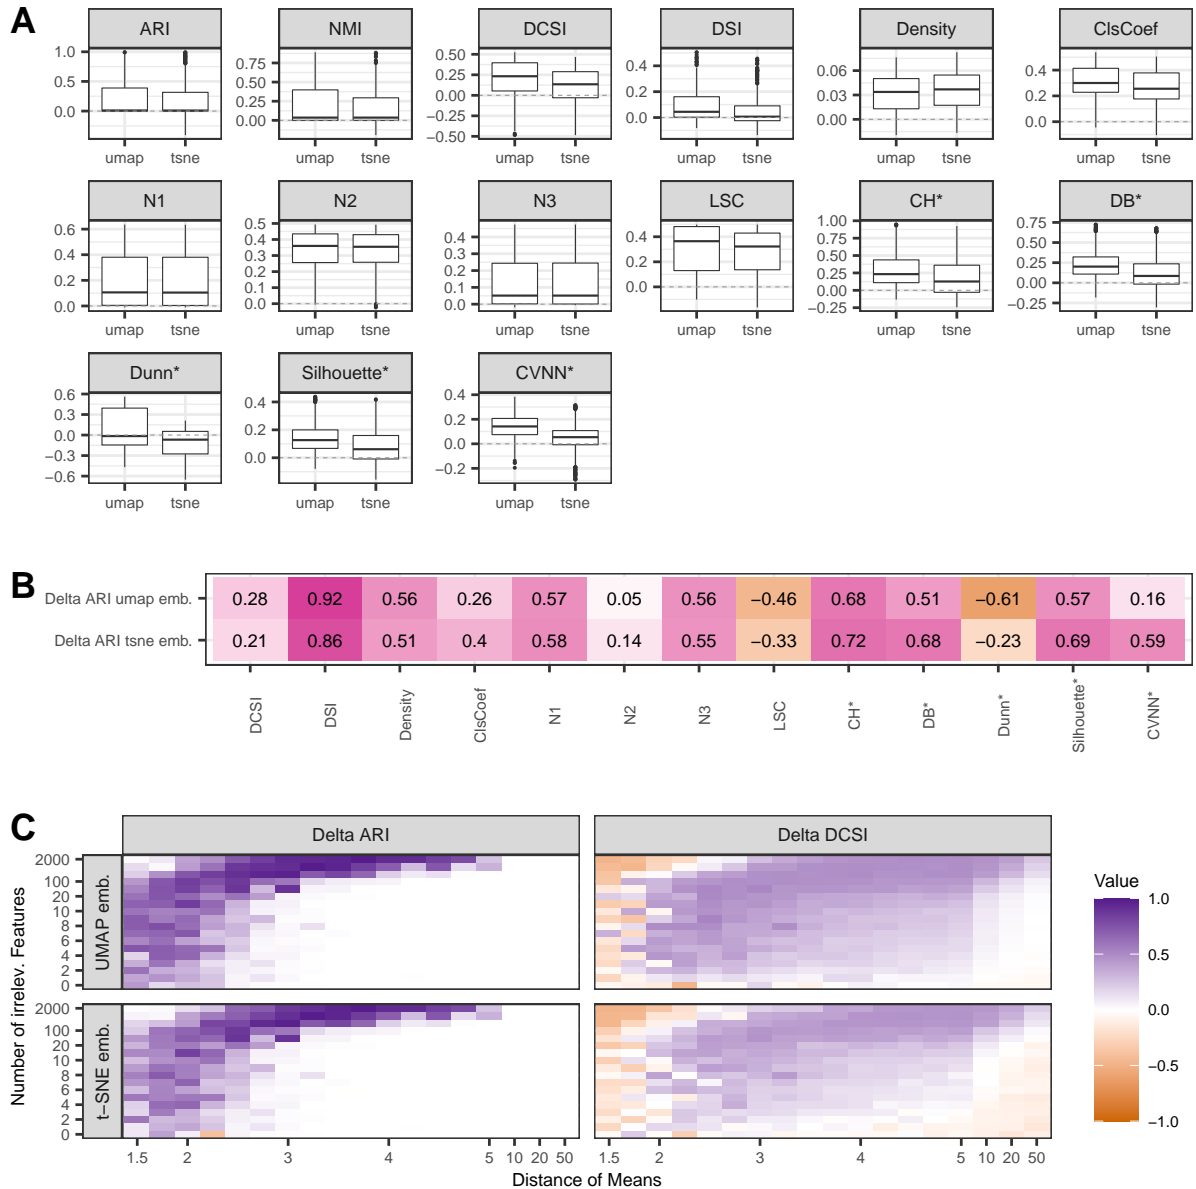 A
ARI NMI DCSI DSI Density ClsCoef
1.0 0.5 0.0
0.75 0.50 0.25 0.00
0.50 0.25 0.00 −0.50
0.4 0.2 0.0
0.06 0.03 0.00
0.4 0.2 0.0
umap tsne umap tsne umap tsne umap tsne umap tsne umap tsne
N1 N2 N3 LSC CH* DB*
0.6 0.4 0.2 0.0
0.5 0.4 0.3 0.2 0.1 0.0
0.4 0.2 0.0
0.4 0.2 0.0
1.00 0.75 0.50 0.25 0.00 −0.25
0.75 0.50 0.25 0.00 −0.25
umap tsne umap tsne umap tsne umap tsne umap tsne umap tsne
Dunn* Silhouette* CVNN*
0.6 0.3 0.0 −0.3 −0.6
0.4 0.2 0.0
0.4 0.2 0.0 −0.2
umap tsne umap tsne umap tsne
B
Delta ARI umap emb. 0.28 0.92 0.56 0.26 0.57 0.05 0.56 −0.46 0.68 0.51 −0.61 0.57 0.16
Delta ARI tsne emb. 0.21 0.86 0.51 0.4 0.58 0.14 0.55 −0.33 0.72 0.68 −0.23 0.69 0.59
DCSI DSI Density ClsCoef N1 N2 N3 LSC CH* DB* Dunn* Silhouette* CVNN*
C
Delta ARI Delta DCSI
Number of irrelev. Features
UMAP emb.
2000 100 20 10 8 6 4 2 0
t−SNE emb.
2000 100 20 10 8 6 4 2 0
1.5 2 3 4 5 10 20 50 1.5 2 3 4 5 10 20 50
Distance of Means
Value
1.0
0.5
0.0
−0.5
−1.0